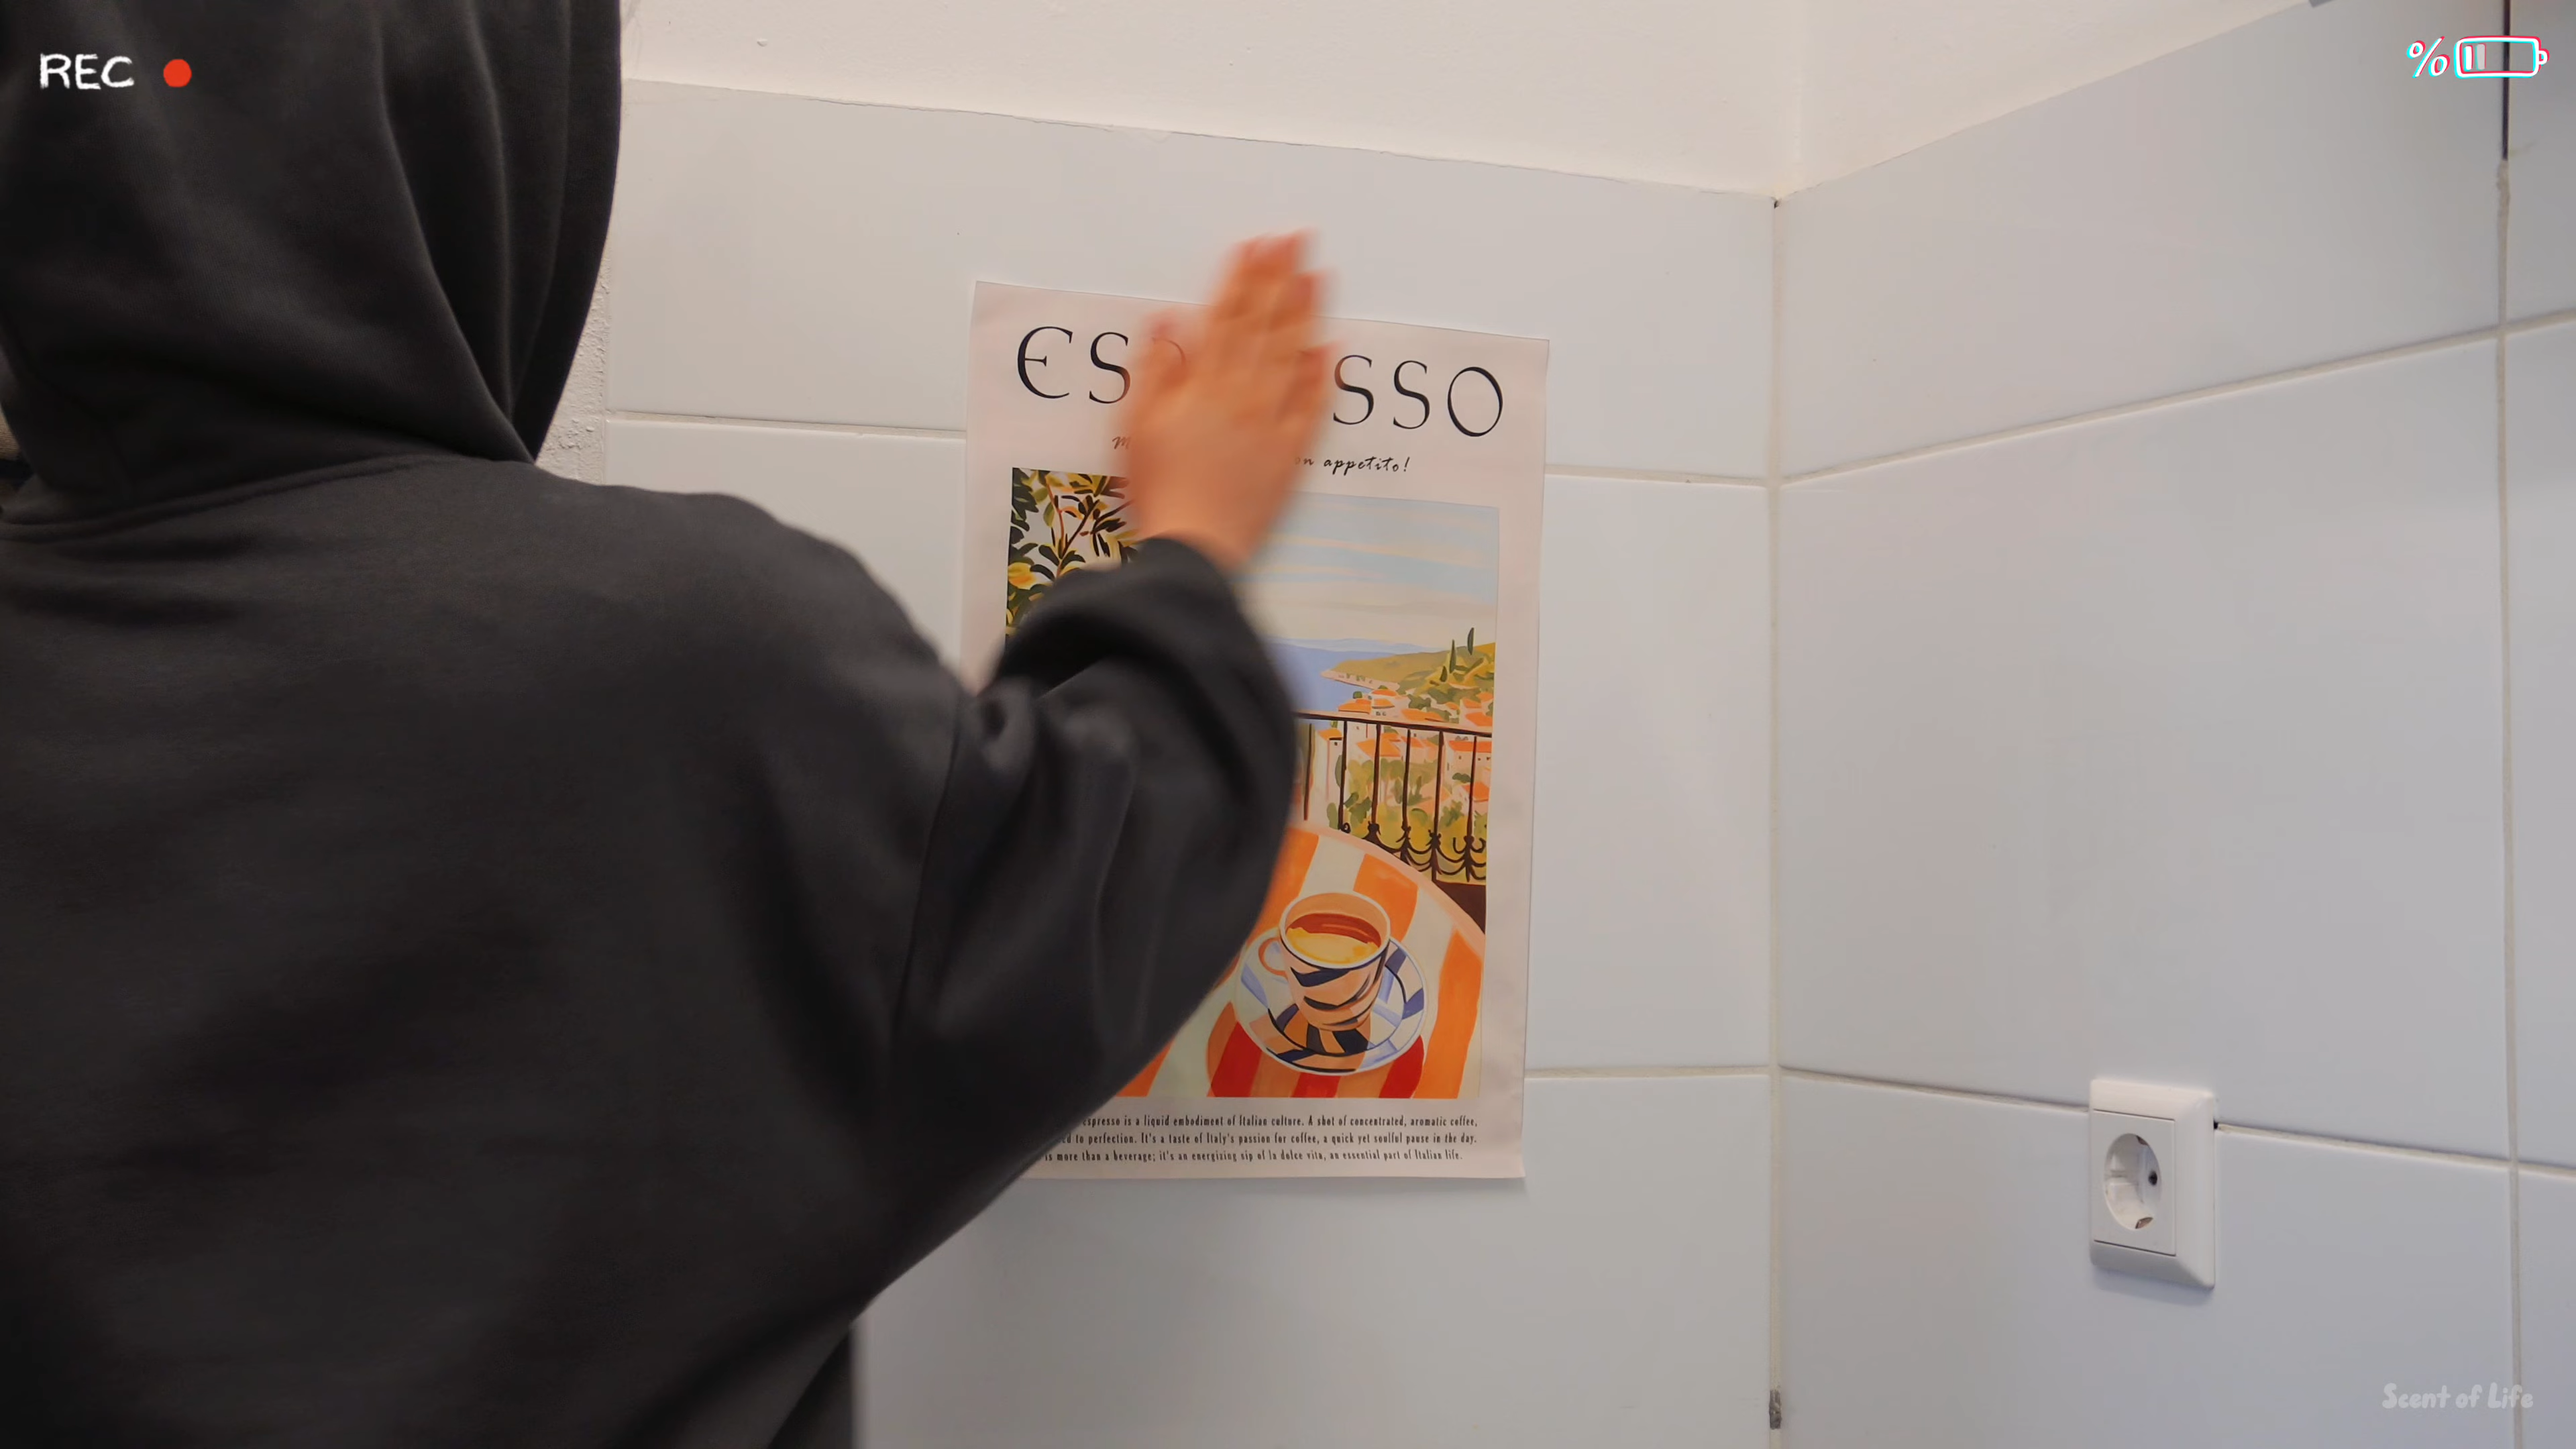 REC
%
ES SSO
on appetito!
espresso is a liquid embodiment of Italian culture. A shot of concentrated, aromatic coffee,
to perfection. It's a taste of Italy's passion for coffee, a quick yet soulful pause in the day.
is more than a beverage; it's an energizing sip of la dolce vita, an essential part of Italian life.
Scent of Life